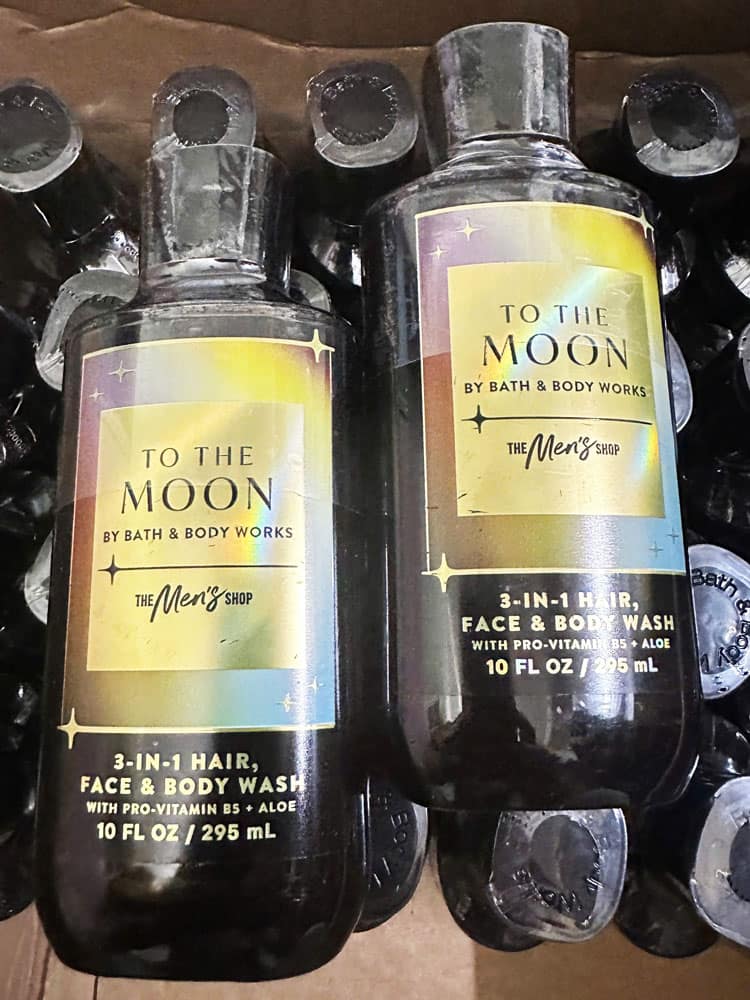 TO THE
MOON
BY BATH & BODY WORKS
THE Men's SHOP
3-IN-1 HAIR,
FACE & BODY WASH
WITH PRO-VITAMIN B5 + ALOE
10 FL OZ / 295 mL
TO THE
MOON
BY BATH & BODY WORKS
THE Men's SHOP
3-IN-1 HAIR,
FACE & BODY WASH
WITH PRO-VITAMIN B5 + ALOE
10 FL OZ / 295 mL
Bath &